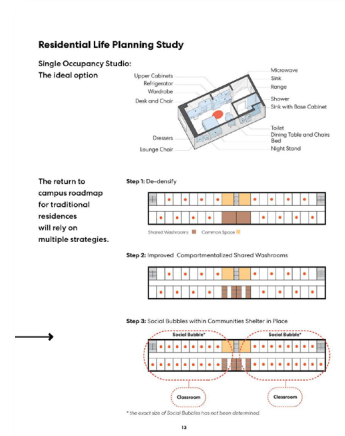 Residential Life Planning Study
Single Occupancy Studio:
The ideal option
Upper Cabinets
Refrigerator
Wardrobe
Desk and Chair
Dressers
Lounge Chair
Microwave
Sink
Range
Shower
Sink with Base Cabinet
Toilet
Dining Table and Chairs
Bed
Night Stand
The return to
campus roadmap
for traditional
residences
will rely on
multiple strategies.
Step 1: De-densify
Shared Washrooms
Common Space
Step 2: Improved Compartmentalized Shared Washrooms
Step 3: Social Bubbles within Communities Shelter in Place
Social Bubble*
Social Bubble*
Classroom
Classroom
* the exact size of Social Bubbles has not been determined.
13